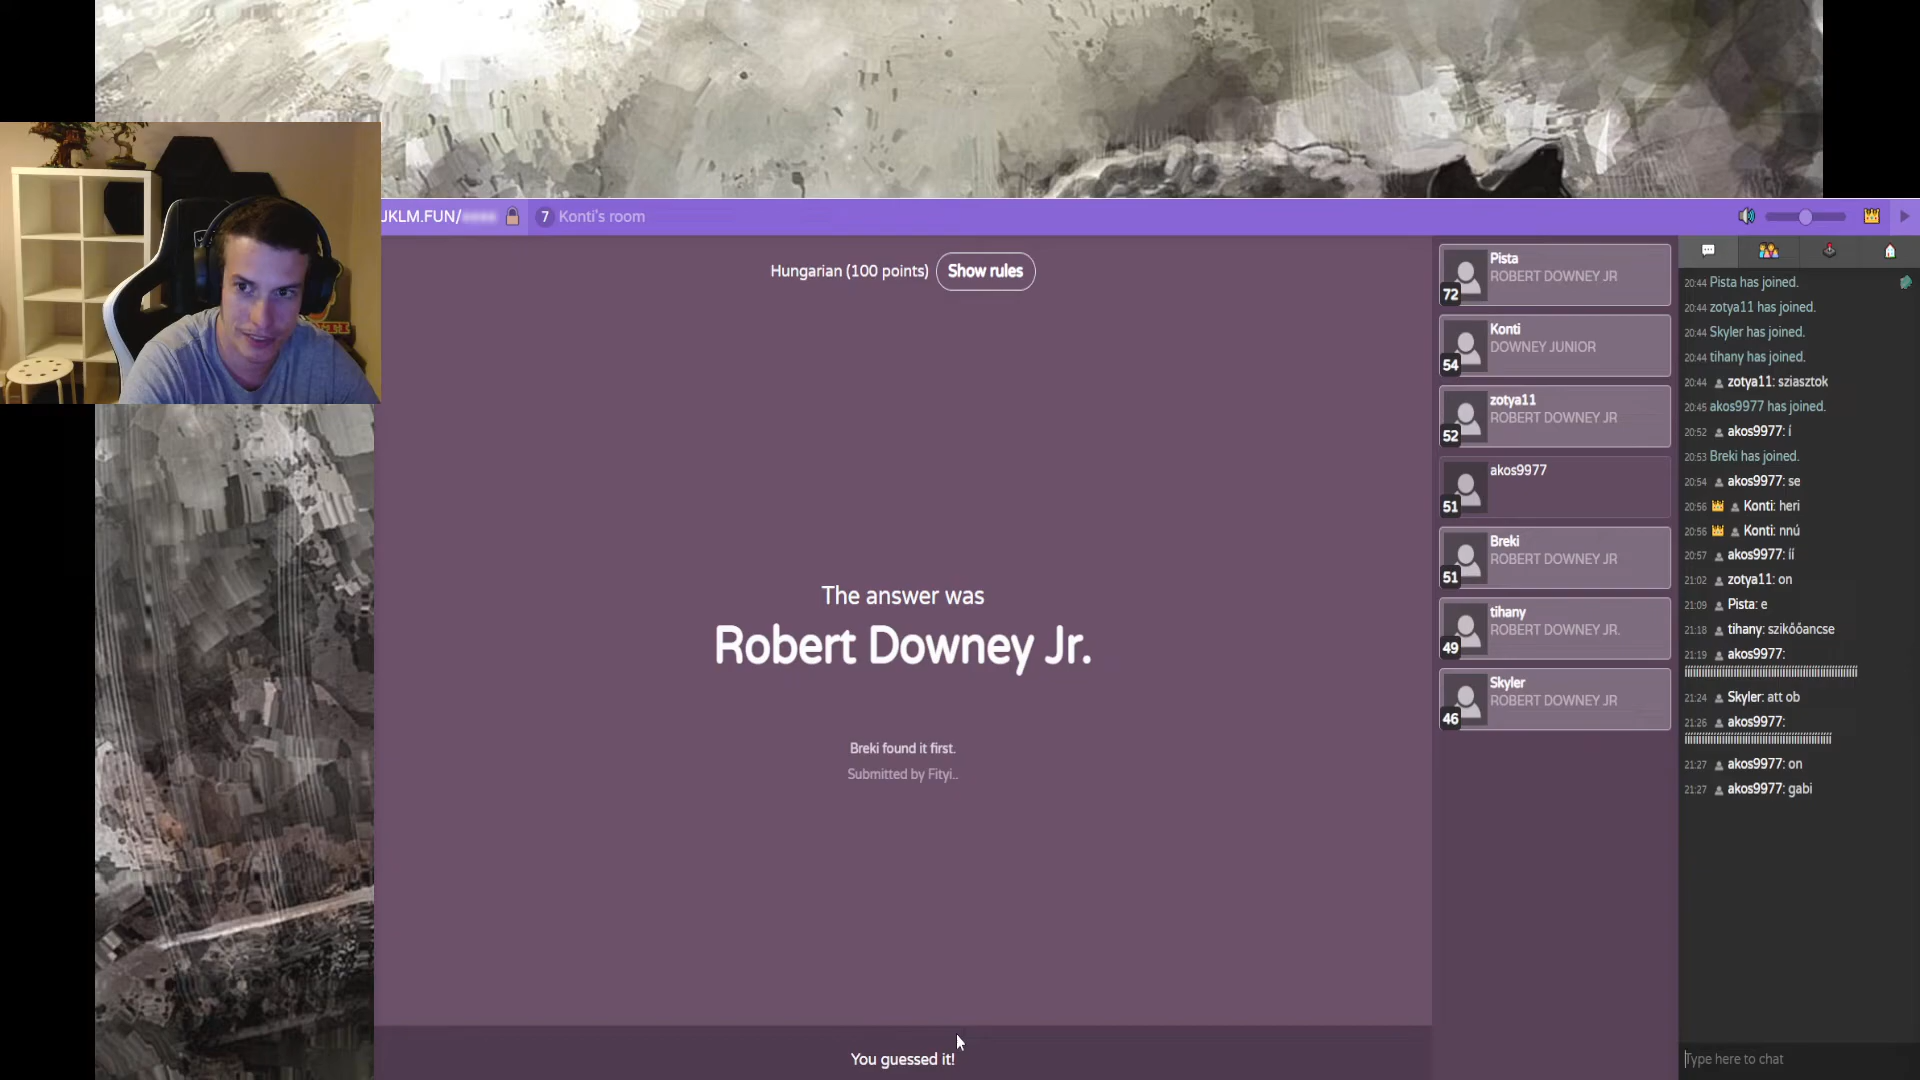 JKLM.FUN/
7 Konti's room
Hungarian (100 points) Show rules
The answer was
Robert Downey Jr.
Breki found it first.
Submitted by Fityi..
You guessed it!
Pista
ROBERT DOWNEY JR
72
Konti
DOWNEY JUNIOR
54
zotya11
ROBERT DOWNEY JR
52
akos9977
51
Breki
ROBERT DOWNEY JR
51
tihany
ROBERT DOWNEY JR.
49
Skyler
ROBERT DOWNEY JR
46
20:44 Pista has joined.
20:44 zotya11 has joined.
20:44 Skyler has joined.
20:44 tihany has joined.
20:44 zotya11: sziasztok
20:45 akos9977 has joined.
20:52 akos9977: í
20:53 Breki has joined.
20:54 akos9977: se
20:56 Konti: heri
20:56 Konti: nnú
20:57 akos9977: íí
21:02 zotya11: on
21:09 Pista: e
21:18 tihany: szikőőancse
21:19 akos9977:
21:24 Skyler: att ob
21:26 akos9977:
21:27 akos9977: on
21:27 akos9977: gabi
Type here to chat